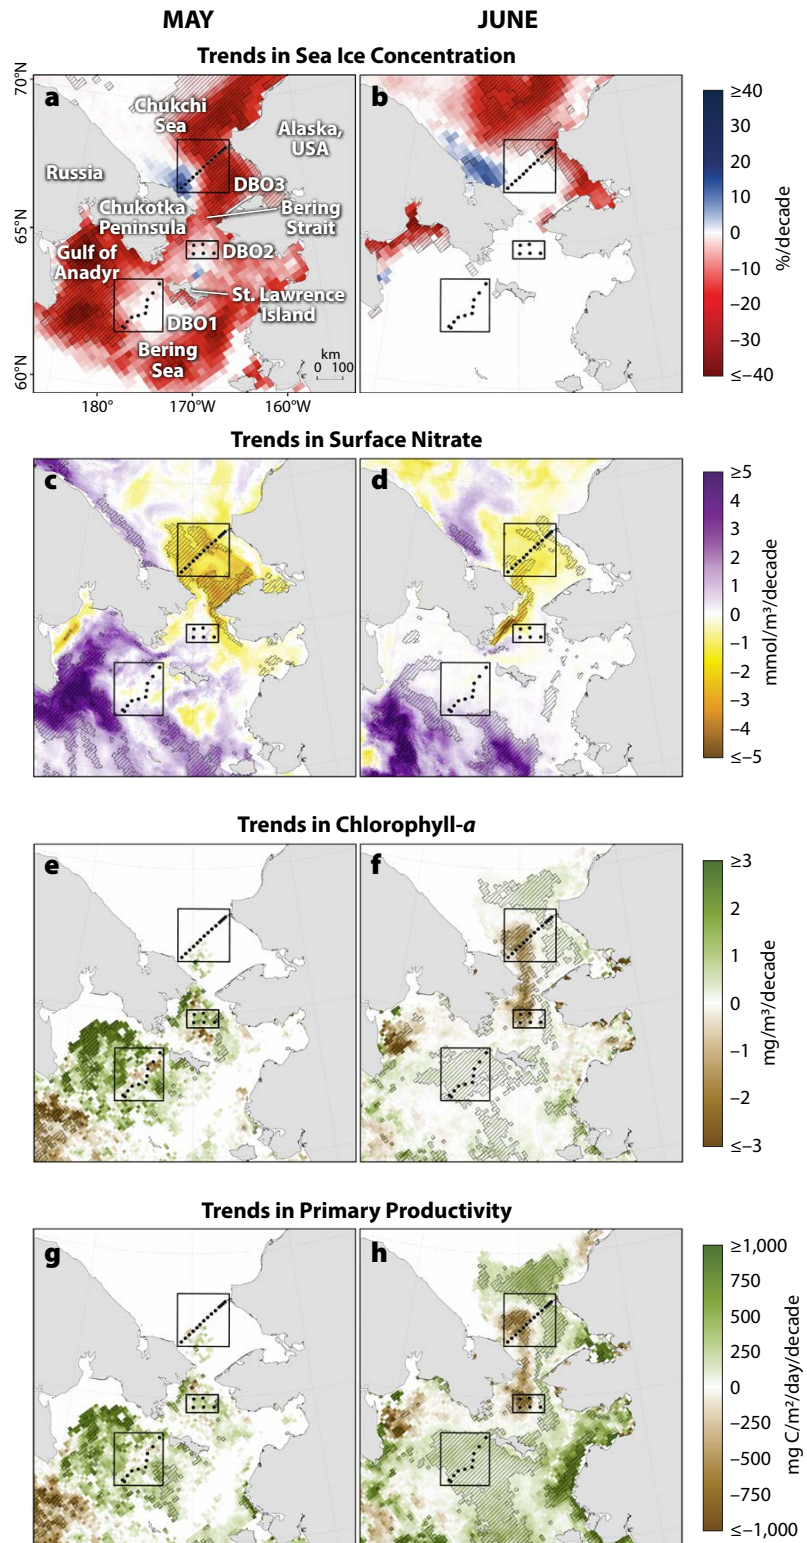 MAY
JUNE
Trends in Sea Ice Concentration
70°N
65°N
60°N
a
Chukchi
Sea
Alaska,
USA
Russia
DBO3
Chukotka
Peninsula
Bering
Strait
Gulf of
Anadyr
DBO2
St. Lawrence
Island
DBO1
Bering
Sea
km
0 100
180°
170°W
160°W
b
≥40
30
20
10
0
−10
−20
−30
≤−40
%/decade
Trends in Surface Nitrate
c
d
≥5
4
3
2
1
0
−1
−2
−3
−4
≤−5
mmol/m³/decade
Trends in Chlorophyll-a
e
f
≥3
2
1
0
−1
−2
≤−3
mg/m³/decade
Trends in Primary Productivity
g
h
≥1,000
750
500
250
0
−250
−500
−750
≤−1,000
mg C/m²/day/decade